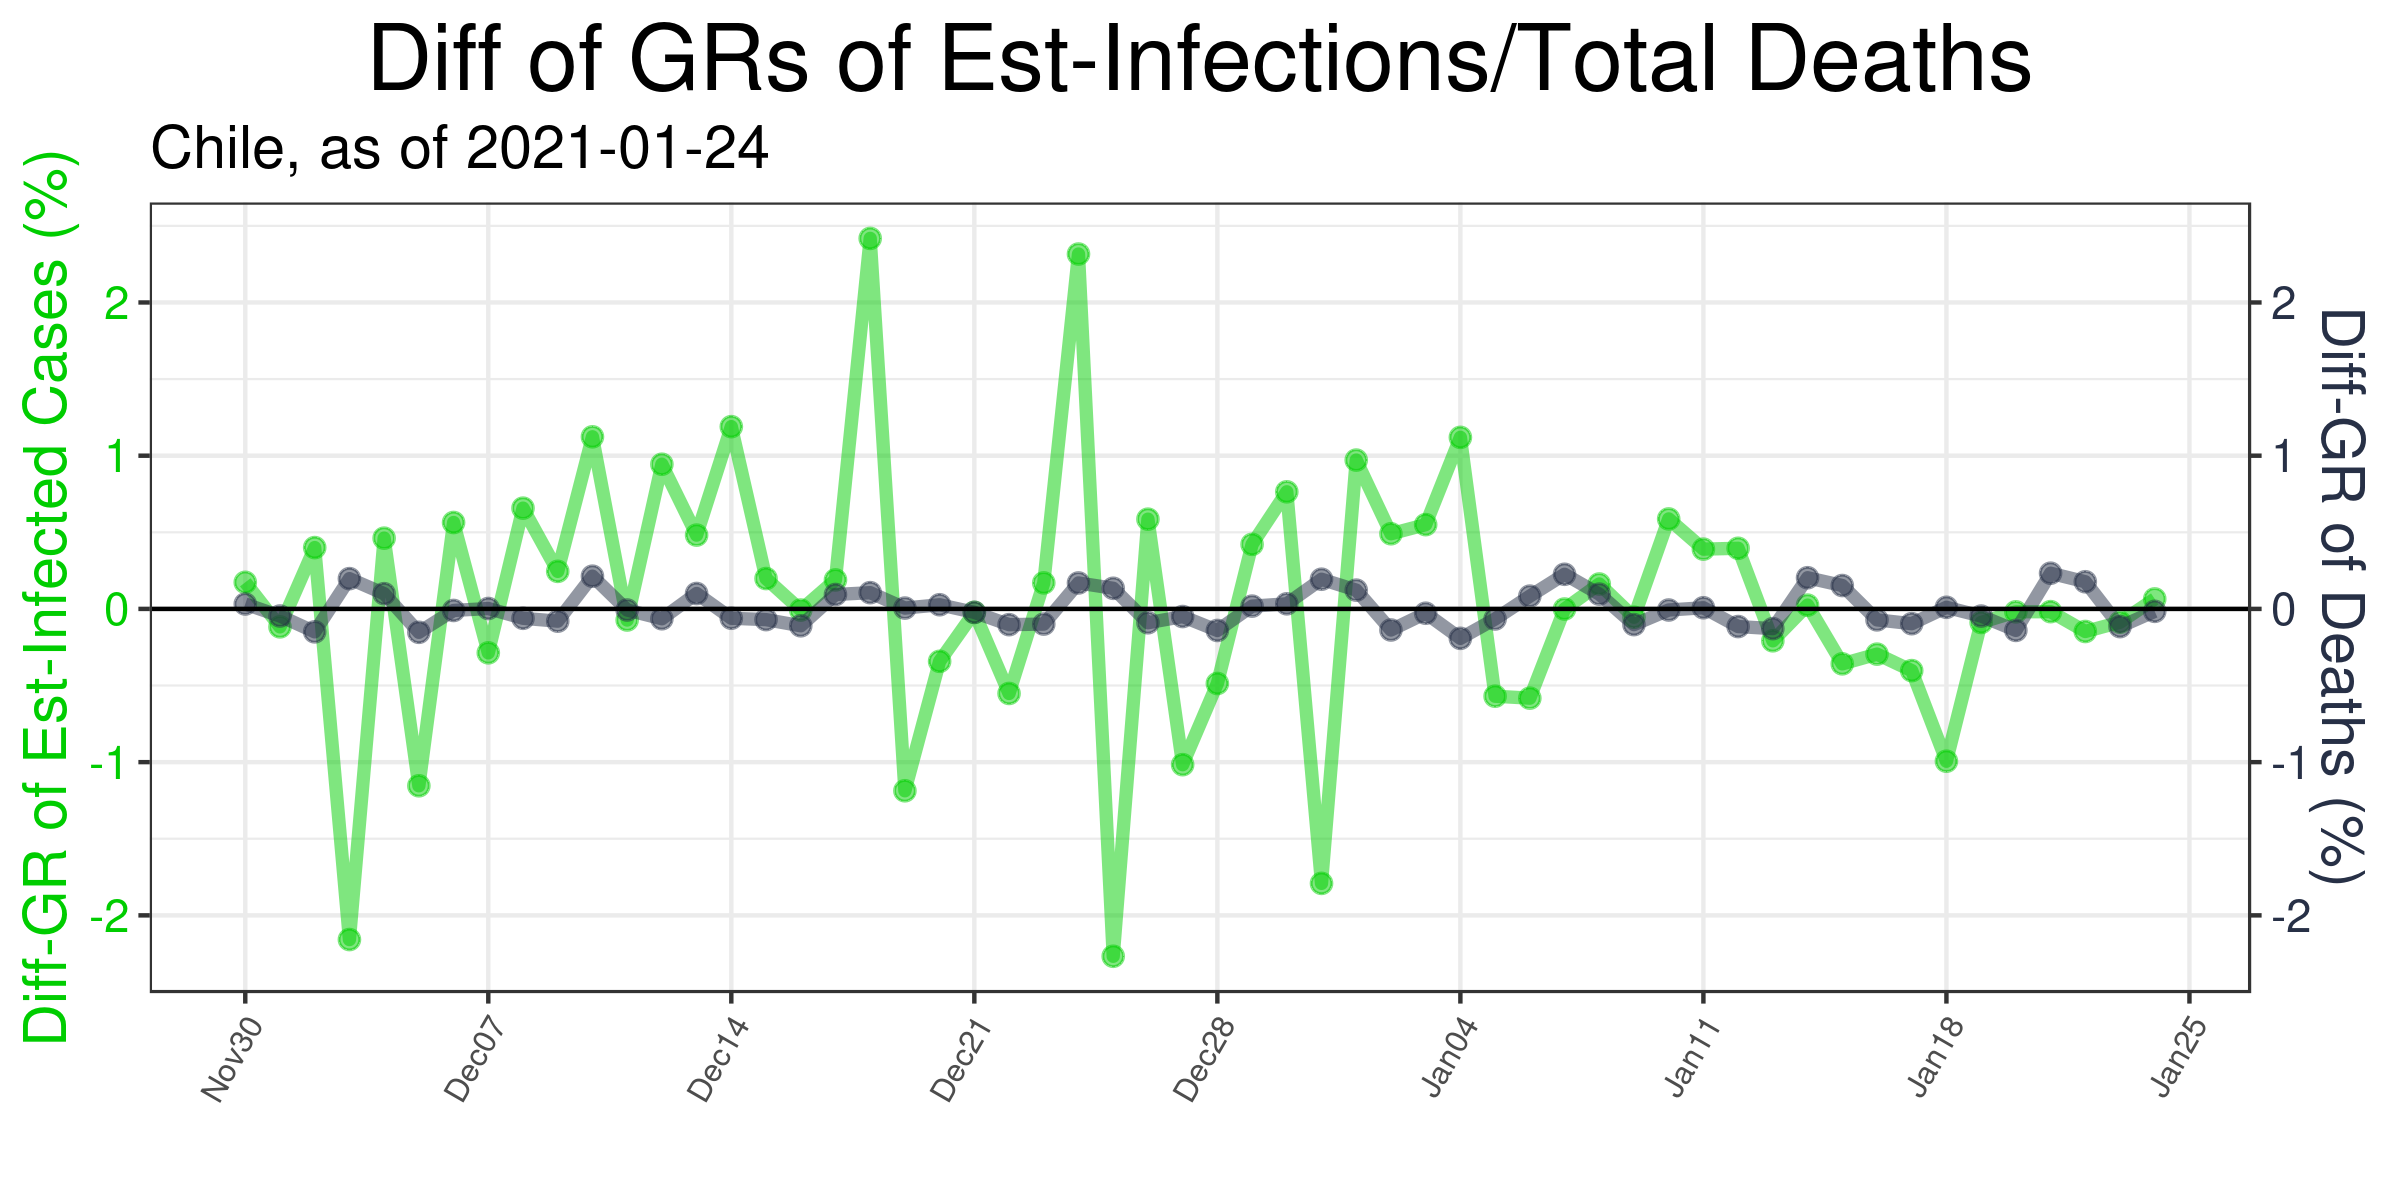 Diff of GRs of Est-Infections/Total Deaths
Chile, as of 2021-01-24
Diff-GR of Est-Infected Cases (%)
2
1
0
-1
-2
2
1
0
-1
-2
Diff-GR of Deaths (%)
Nov30
Dec07
Dec14
Dec21
Dec28
Jan04
Jan11
Jan18
Jan25